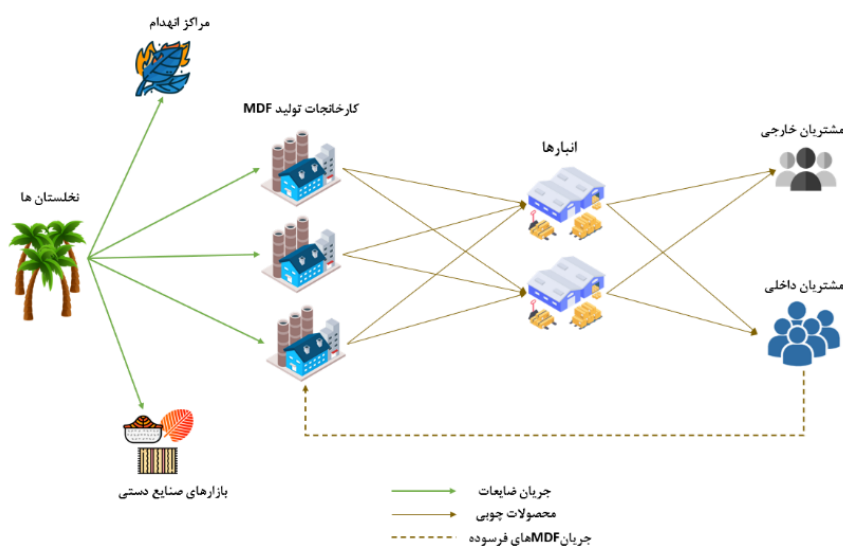 مراکز انهدام
کارخانجات تولید MDF
مشتریان خارجی
انبارها
نخلستان ها
مشتریان داخلی
بازارهای صنایع دستی
جریان ضایعات
محصولات چوبی
جریانMDFهای فرسوده